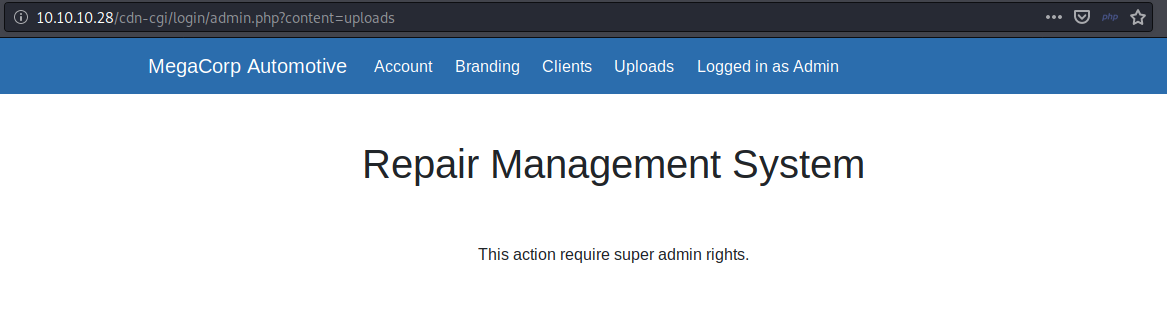 10.10.10.28/cdn-cgi/login/admin.php?content=uploads
php
MegaCorp Automotive Account Branding Clients Uploads Logged in as Admin
Repair Management System
This action require super admin rights.